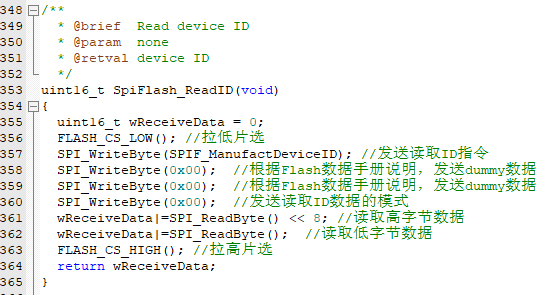 348 /**
349   * @brief  Read device ID
350   * @param  none
351   * @retval device ID
352   */
353 uint16_t SpiFlash_ReadID(void)
354 {
355   uint16_t wReceiveData = 0;
356   FLASH_CS_LOW(); //拉低片选
357   SPI_WriteByte(SPIF_ManufactDeviceID); //发送读取ID指令
358   SPI_WriteByte(0x00);  //根据Flash数据手册说明，发送dummy数据
359   SPI_WriteByte(0x00);  //根据Flash数据手册说明，发送dummy数据
360   SPI_WriteByte(0x00);  //发送读取ID数据的模式
361   wReceiveData|=SPI_ReadByte() << 8; //读取高字节数据
362   wReceiveData|=SPI_ReadByte();  //读取低字节数据
363   FLASH_CS_HIGH(); //拉高片选
364   return wReceiveData;
365 }